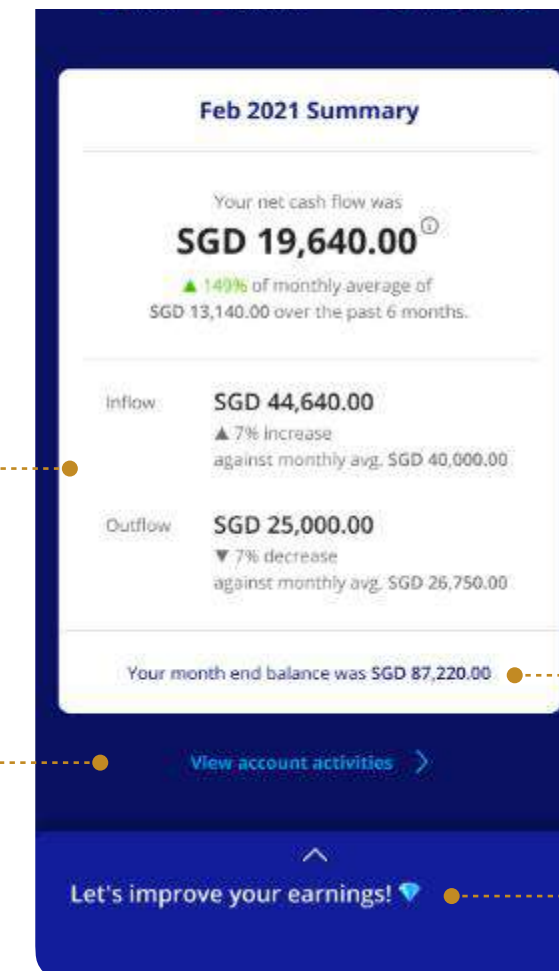 Feb 2021 Summary
Your net cash flow was
SGD 19,640.00
▲ 149% of monthly average of
SGD 13,140.00 over the past 6 months.
Inflow
SGD 44,640.00
▲ 7% increase
against monthly avg. SGD 40,000.00
Outflow
SGD 25,000.00
▼ 7% decrease
against monthly avg. SGD 26,750.00
Your month end balance was SGD 87,220.00
View account activities
Let's improve your earnings!